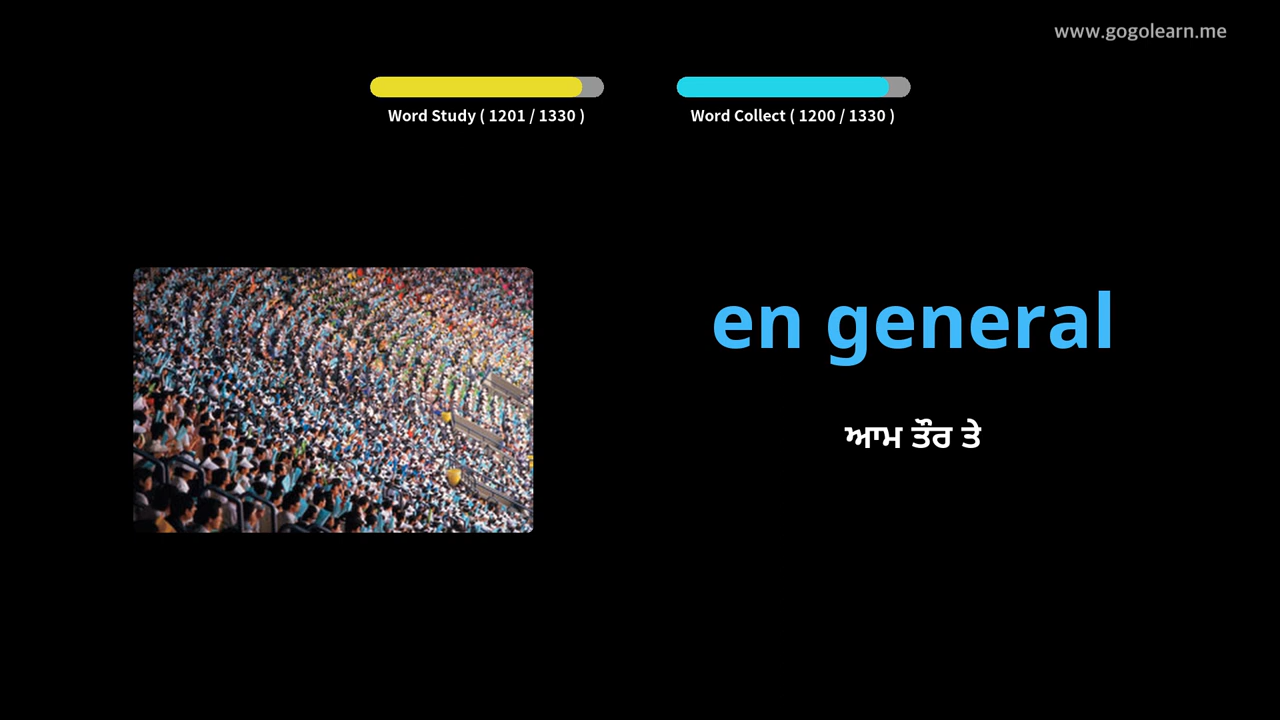 www.gogolearn.me
Word Study ( 1201 / 1330 )
Word Collect ( 1200 / 1330 )
en general
ਆਮ ਤੌਰ ਤੇ